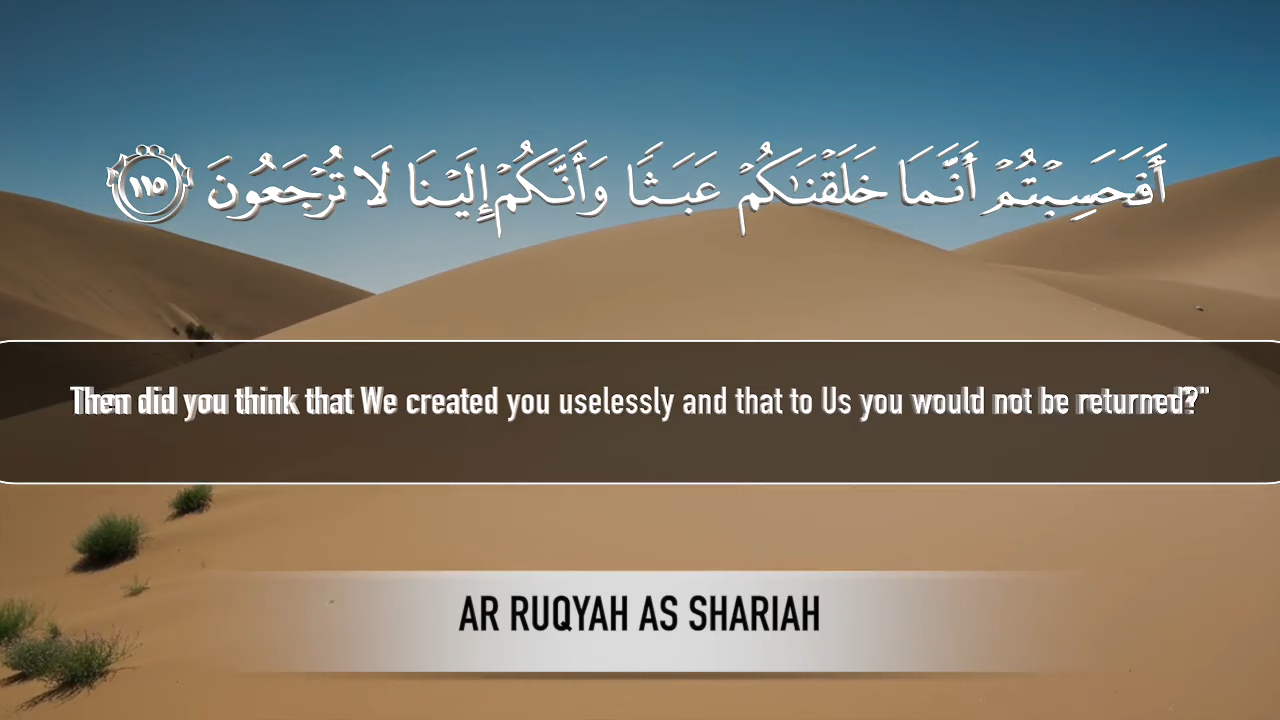 أَفَحَسِبْتُمْ أَنَّمَا خَلَقْنَٰكُمْ عَبَثًا وَأَنَّكُمْ إِلَيْنَا لَا تُرْجَعُونَ ١١٥
Then did you think that We created you uselessly and that to Us you would not be returned?"
AR RUQYAH AS SHARIAH